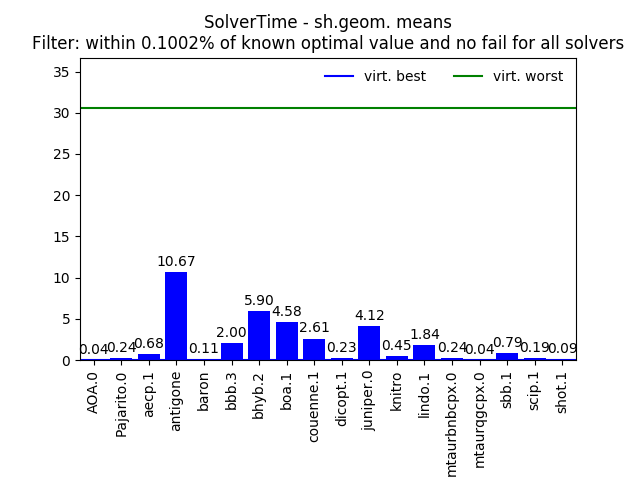 SolverTime - sh.geom. means
Filter: within 0.1002% of known optimal value and no fail for all solvers
virt. best
virt. worst
35
30
25
20
15
10
5
0
0.04
0.24
0.68
10.67
0.11
2.00
5.90
4.58
2.61
0.23
4.12
0.45
1.84
0.24
0.04
0.79
0.19
0.09
AOA.0
Pajarito.0
aecp.1
antigone
baron
bbb.3
bhyb.2
boa.1
couenne.1
dicopt.1
juniper.0
knitro
lindo.1
mtaurbnbcpx.0
mtaurqgcpx.0
sbb.1
scip.1
shot.1